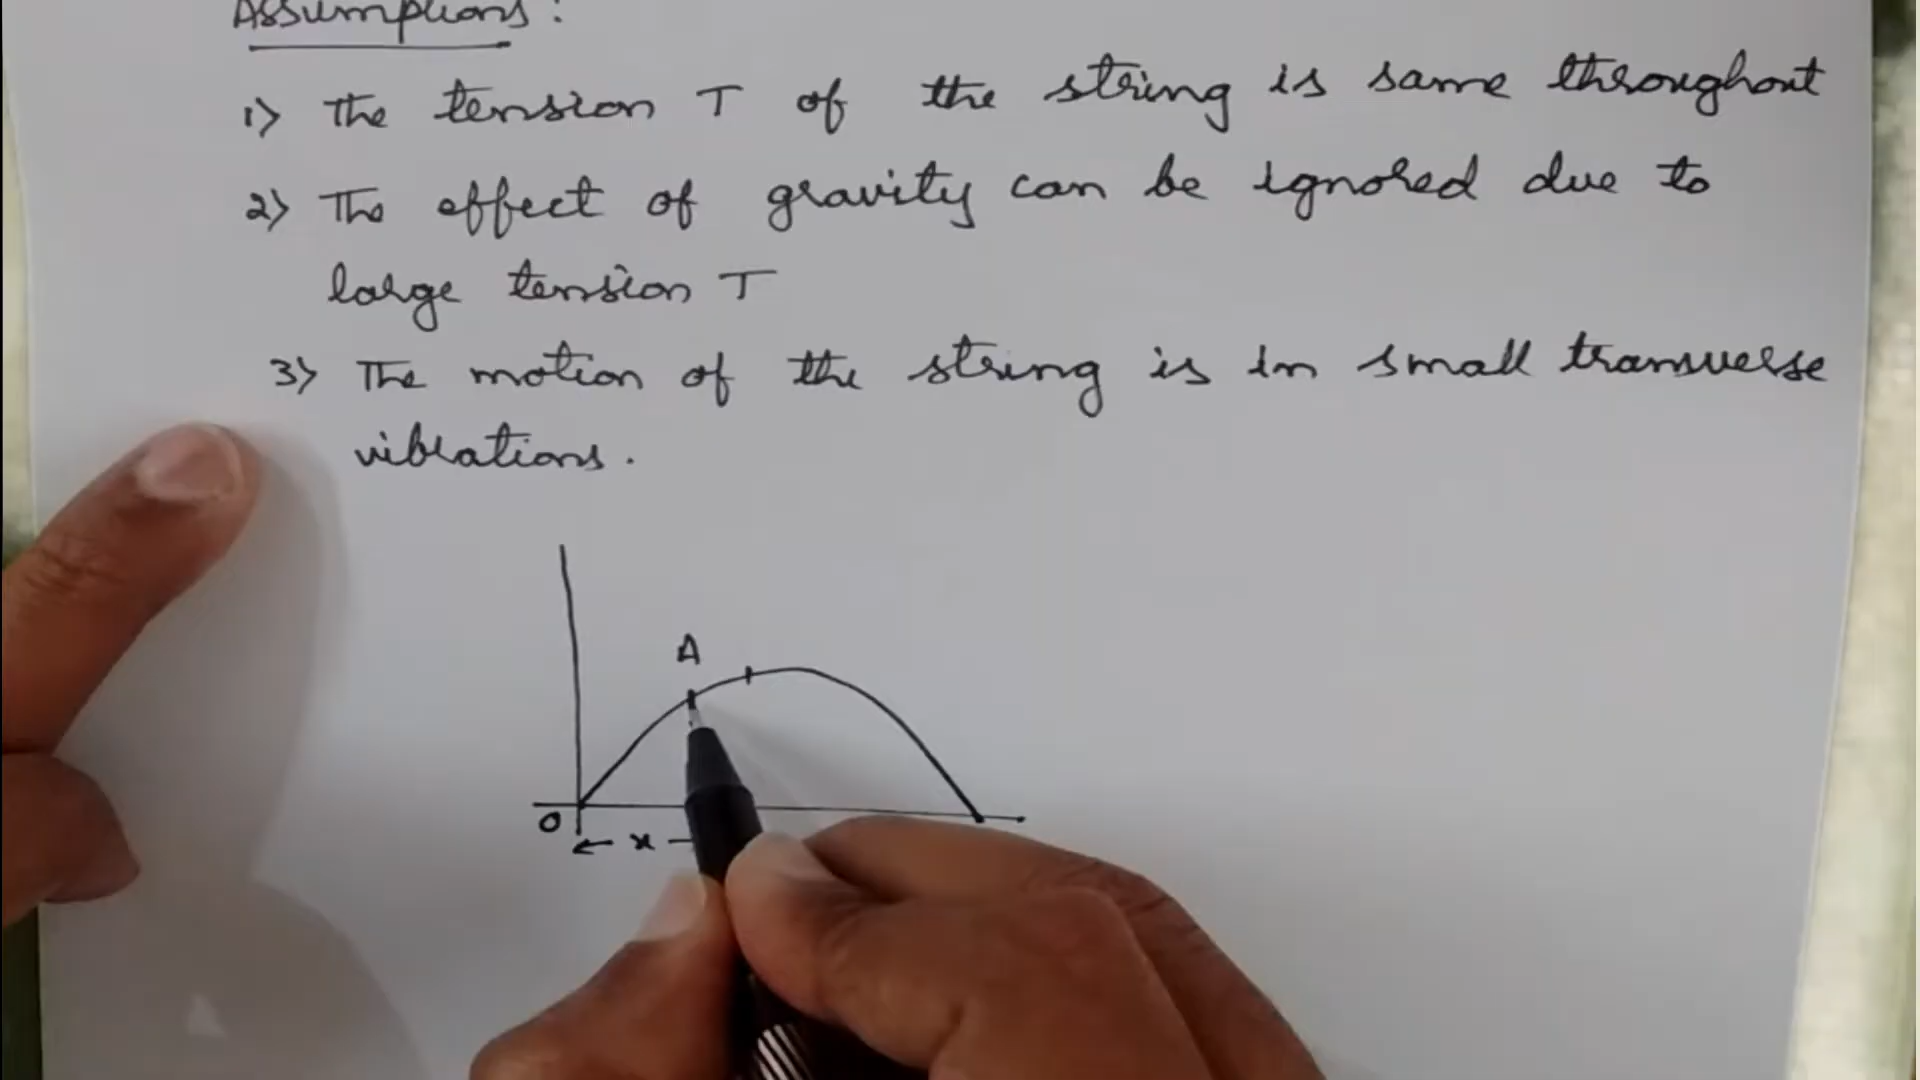 Assumptions:
1) The tension T of the string is same throughout
2) The effect of gravity can be ignored due to
large tension T
3) The motion of the string is in small transverse
vibrations.
A
O
x